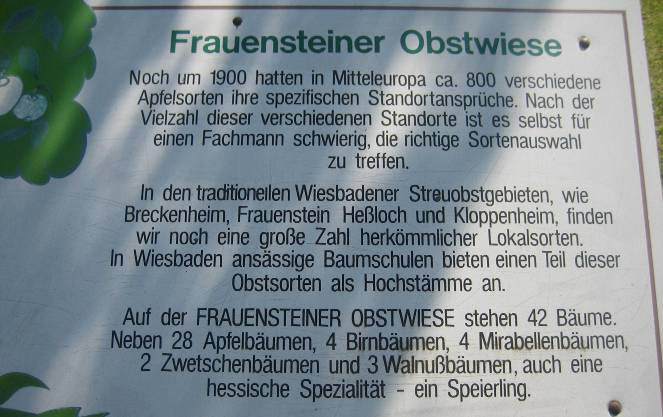 Frauensteiner Obstwiese
Noch um 1900 hatten in Mitteleuropa ca. 800 verschiedene
Apfelsorten ihre spezifischen Standortansprüche. Nach der
Vielzahl dieser verschiedenen Standorte ist es selbst für
einen Fachmann schwierig, die richtige Sortenauswahl
zu treffen.
In den traditionellen Wiesbadener Streuobstgebieten, wie
Breckenheim, Frauenstein Heßloch und Kloppenheim, finden
wir noch eine große Zahl herkömmlicher Lokalsorten.
In Wiesbaden ansässige Baumschulen bieten einen Teil dieser
Obstsorten als Hochstämme an.
Auf der FRAUENSTEINER OBSTWIESE stehen 42 Bäume.
Neben 28 Apfelbäumen, 4 Birnbäumen, 4 Mirabellenbäumen,
2 Zwetschenbäumen und 3 Walnußbäumen, auch eine
hessische Spezialität - ein Speierling.